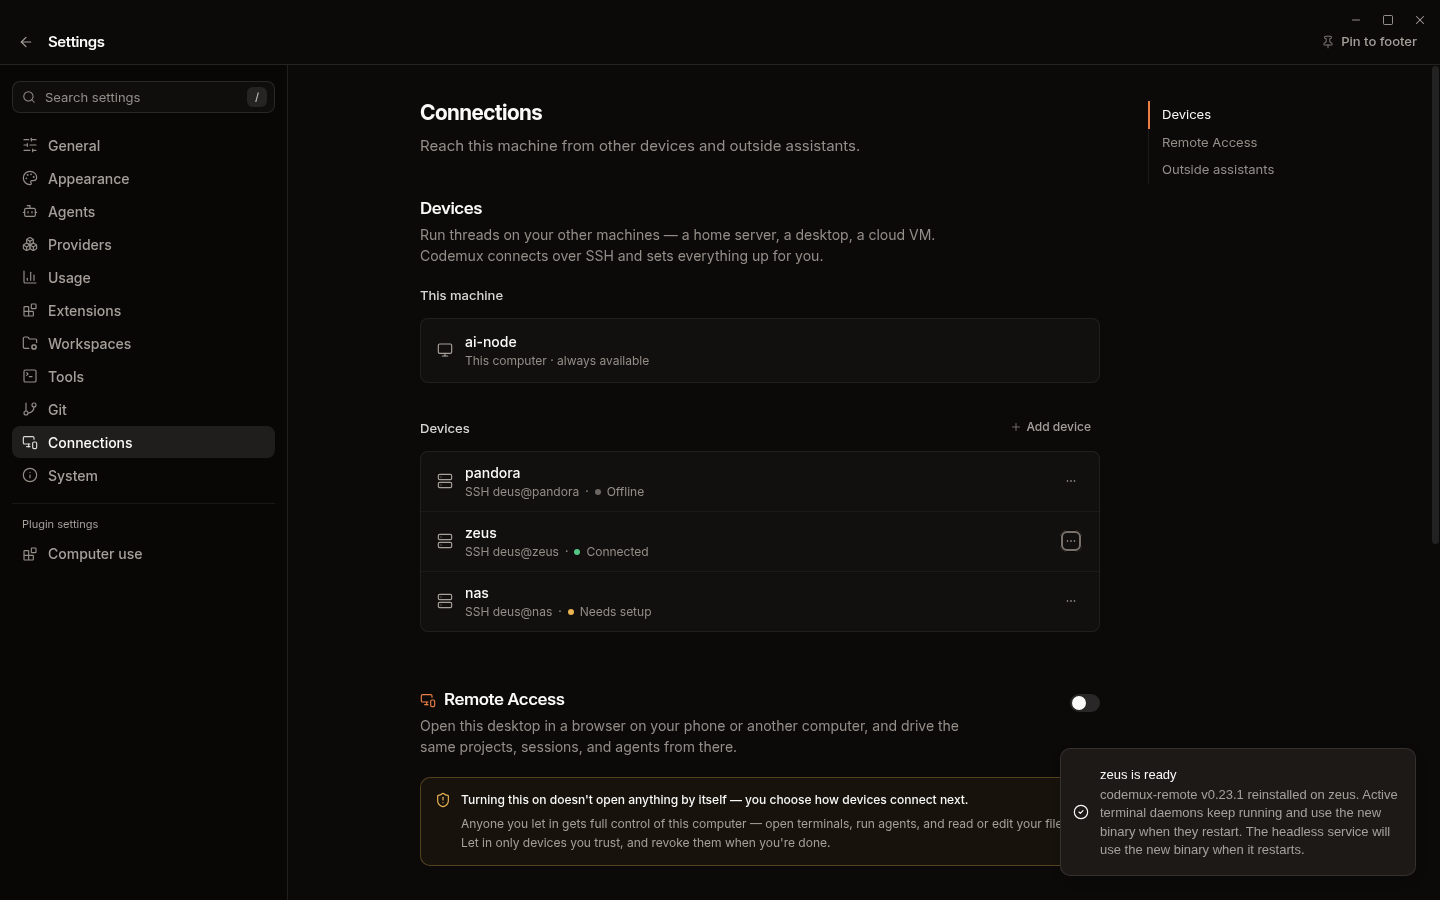 Settings
Pin to footer
Search settings
/
General
Appearance
Agents
Providers
Usage
Extensions
Workspaces
Tools
Git
Connections
System
Plugin settings
Computer use
Connections
Reach this machine from other devices and outside assistants.
Devices
Run threads on your other machines — a home server, a desktop, a cloud VM.
Codemux connects over SSH and sets everything up for you.
This machine
ai-node
This computer · always available
Devices
Add device
pandora
SSH deus@pandora · Offline
zeus
SSH deus@zeus · Connected
nas
SSH deus@nas · Needs setup
Remote Access
Open this desktop in a browser on your phone or another computer, and drive the
same projects, sessions, and agents from there.
Turning this on doesn't open anything by itself — you choose how devices connect next.
Anyone you let in gets full control of this computer — open terminals, run agents, and read or edit your file
Let in only devices you trust, and revoke them when you're done.
Devices
Remote Access
Outside assistants
zeus is ready
codemux-remote v0.23.1 reinstalled on zeus. Active
terminal daemons keep running and use the new
binary when they restart. The headless service will
use the new binary when it restarts.